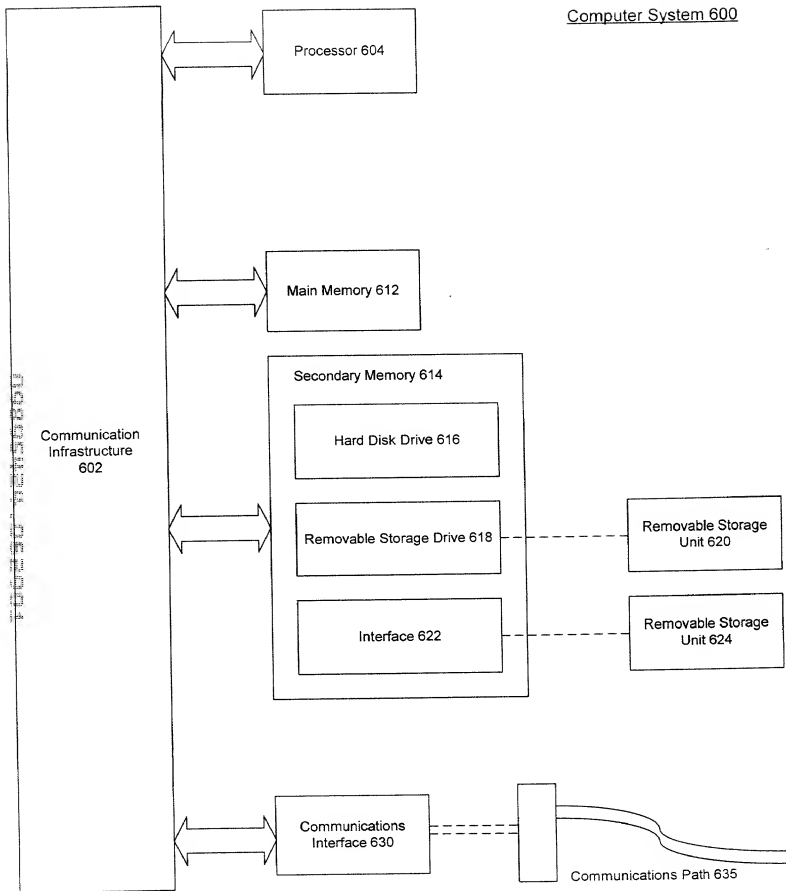 Computer System 600
Processor 604
Main Memory 612
Secondary Memory 614
Hard Disk Drive 616
Communication
Infrastructure
602
Removable Storage Drive 618
Removable Storage
Unit 620
Interface 622
Removable Storage
Unit 624
Communications
Interface 630
Communications Path 635